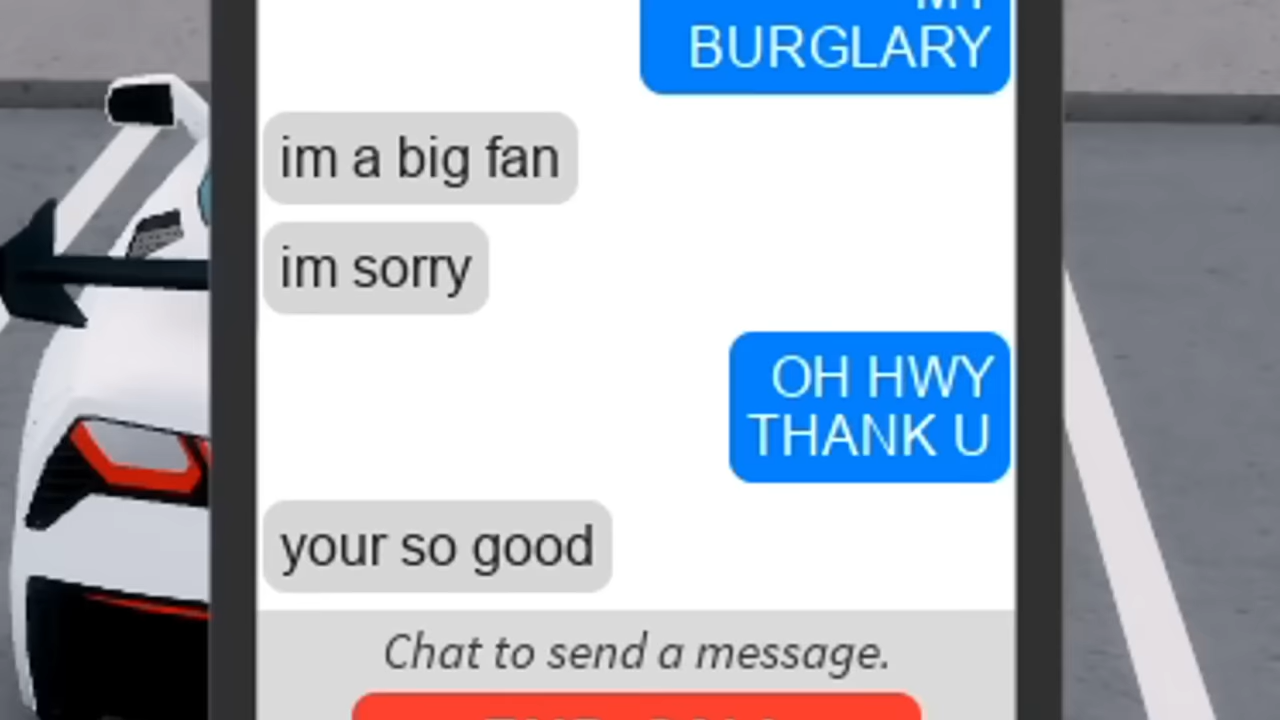 BURGLARY
im a big fan
im sorry
OH HWY
THANK U
your so good
Chat to send a message.